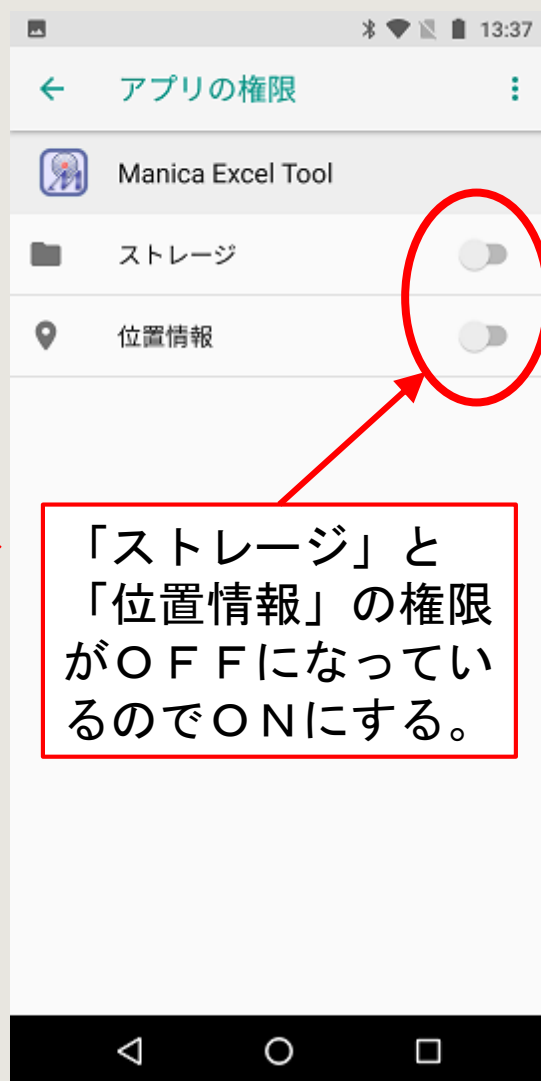 13:37
アプリの権限
Manica Excel Tool
ストレージ
位置情報
「ストレージ」と
「位置情報」の権限
がＯＦＦになってい
るのでＯＮにする。